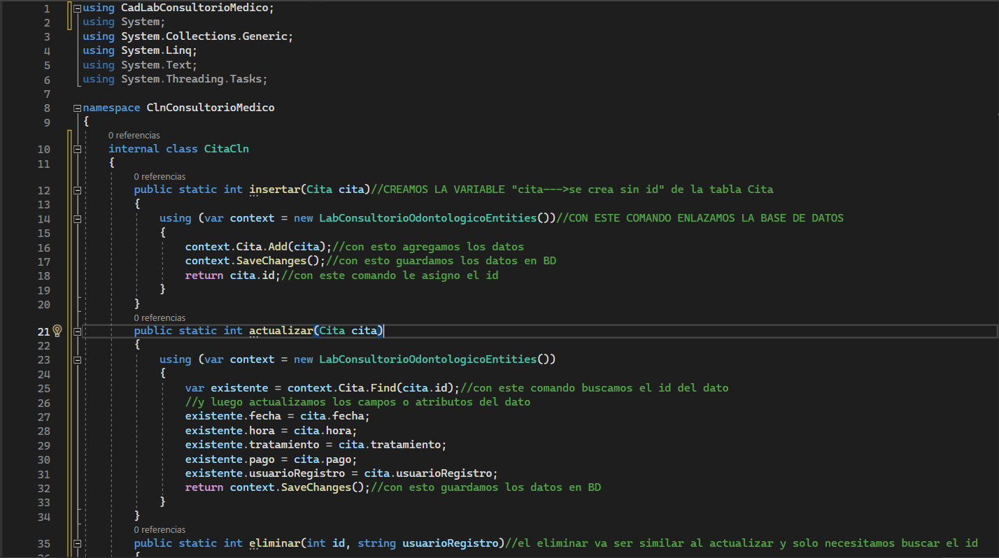 1 using CadLabConsultorioMedico;
2 using System;
3 using System.Collections.Generic;
4 using System.Linq;
5 using System.Text;
6 using System.Threading.Tasks;
7
8 namespace ClnConsultorioMedico
9 {
0 referencias
10 internal class CitaCln
11 {
0 referencias
12 public static int insertar(Cita cita)//CREAMOS LA VARIABLE "cita--->se crea sin id" de la tabla Cita
13 {
14 using (var context = new LabConsultorioOdontologicoEntities())//CON ESTE COMANDO ENLAZAMOS LA BASE DE DATOS
15 {
16 context.Cita.Add(cita);//con esto agregamos los datos
17 context.SaveChanges();//con esto guardamos los datos en BD
18 return cita.id;//con este comando le asigno el id
19 }
20 }
0 referencias
21 public static int actualizar(Cita cita)
22 {
23 using (var context = new LabConsultorioOdontologicoEntities())
24 {
25 var existente = context.Cita.Find(cita.id);//con este comando buscamos el id del dato
26 //y luego actualizamos los campos o atributos del dato
27 existente.fecha = cita.fecha;
28 existente.hora = cita.hora;
29 existente.tratamiento = cita.tratamiento;
30 existente.pago = cita.pago;
31 existente.usuarioRegistro = cita.usuarioRegistro;
32 return context.SaveChanges();//con esto guardamos los datos en BD
33 }
34 }
0 referencias
35 public static int eliminar(int id, string usuarioRegistro)//el eliminar va ser similar al actualizar y solo necesitamos buscar el id
36 {